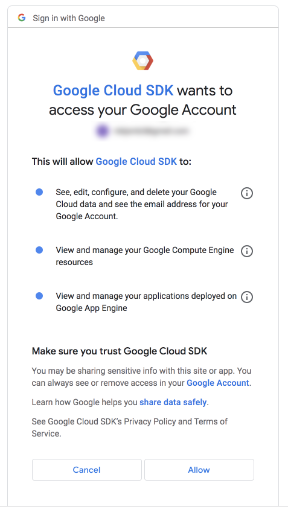 Sign in with Google
Google Cloud SDK wants to
access your Google Account
This will allow Google Cloud SDK to:
See, edit, configure, and delete your Google
Cloud data and see the email address for your
Google Account.
View and manage your Google Compute Engine
resources
View and manage your applications deployed on
Google App Engine
Make sure you trust Google Cloud SDK
You may be sharing sensitive info with this site or app. You
can always see or remove access in your Google Account.
Learn how Google helps you share data safely.
See Google Cloud SDK's Privacy Policy and Terms of
Service.
Cancel
Allow